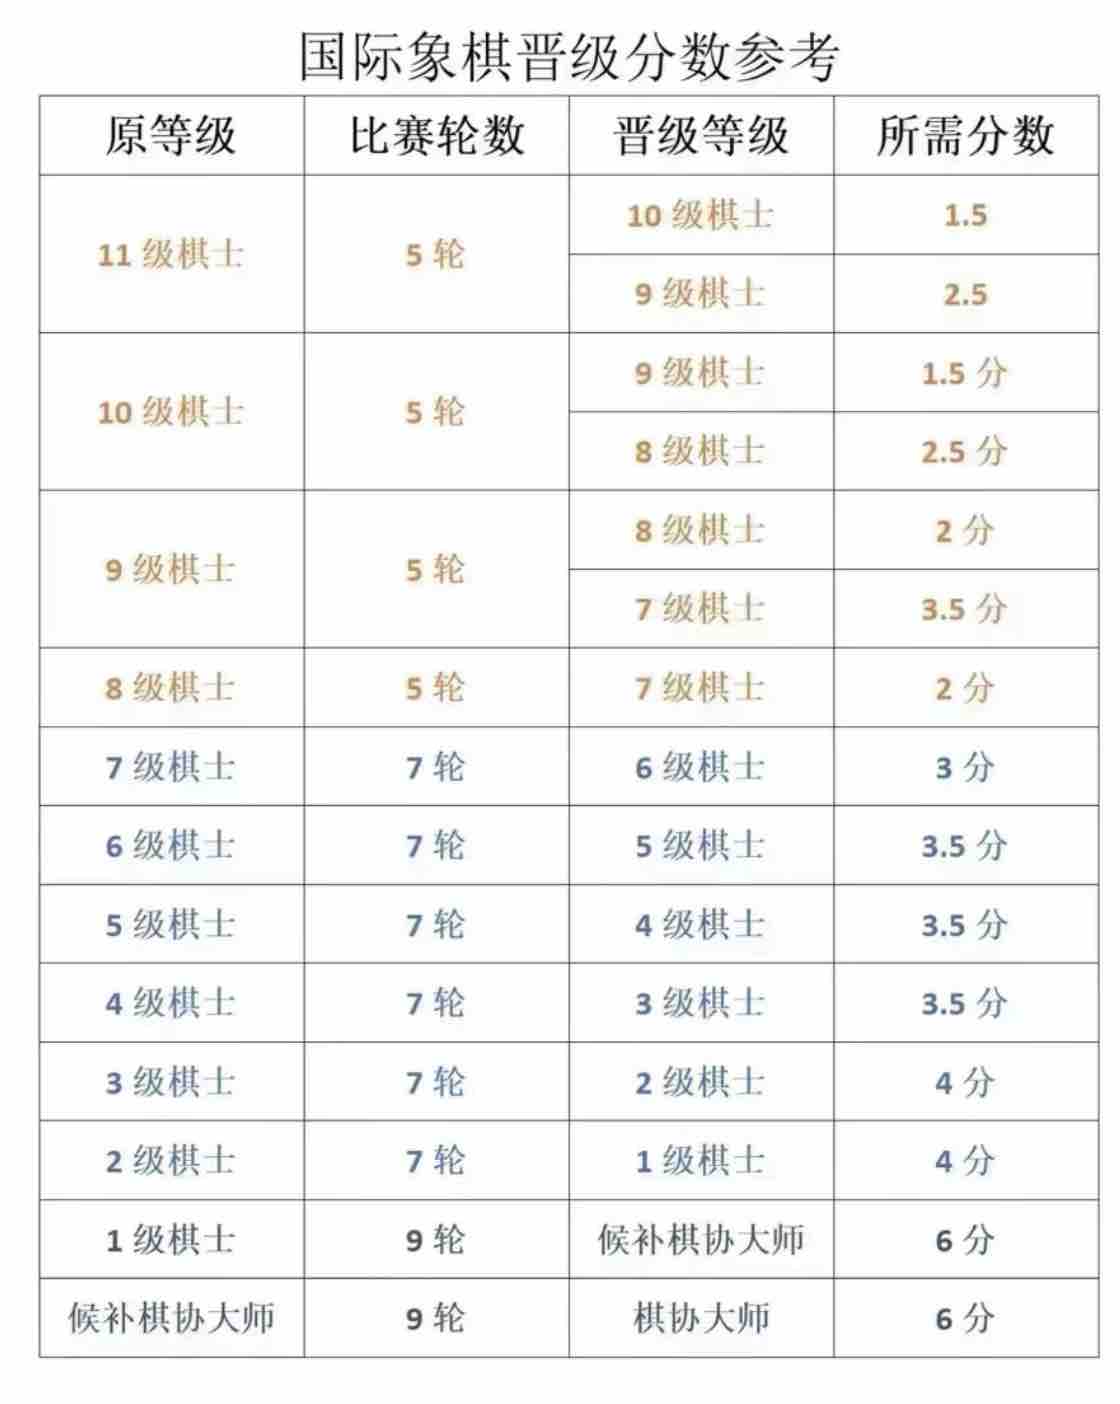 国际象棋晋级分数参考
原等级 比赛轮数 晋级等级 所需分数
11 级棋士 5 轮 10 级棋士 1.5
9 级棋士 2.5
10 级棋士 5 轮 9 级棋士 1.5 分
8 级棋士 2.5 分
9 级棋士 5 轮 8 级棋士 2 分
7 级棋士 3.5 分
8 级棋士 5 轮 7 级棋士 2 分
7 级棋士 7 轮 6 级棋士 3 分
6 级棋士 7 轮 5 级棋士 3.5 分
5 级棋士 7 轮 4 级棋士 3.5 分
4 级棋士 7 轮 3 级棋士 3.5 分
3 级棋士 7 轮 2 级棋士 4 分
2 级棋士 7 轮 1 级棋士 4 分
1 级棋士 9 轮 候补棋协大师 6 分
候补棋协大师 9 轮 棋协大师 6 分